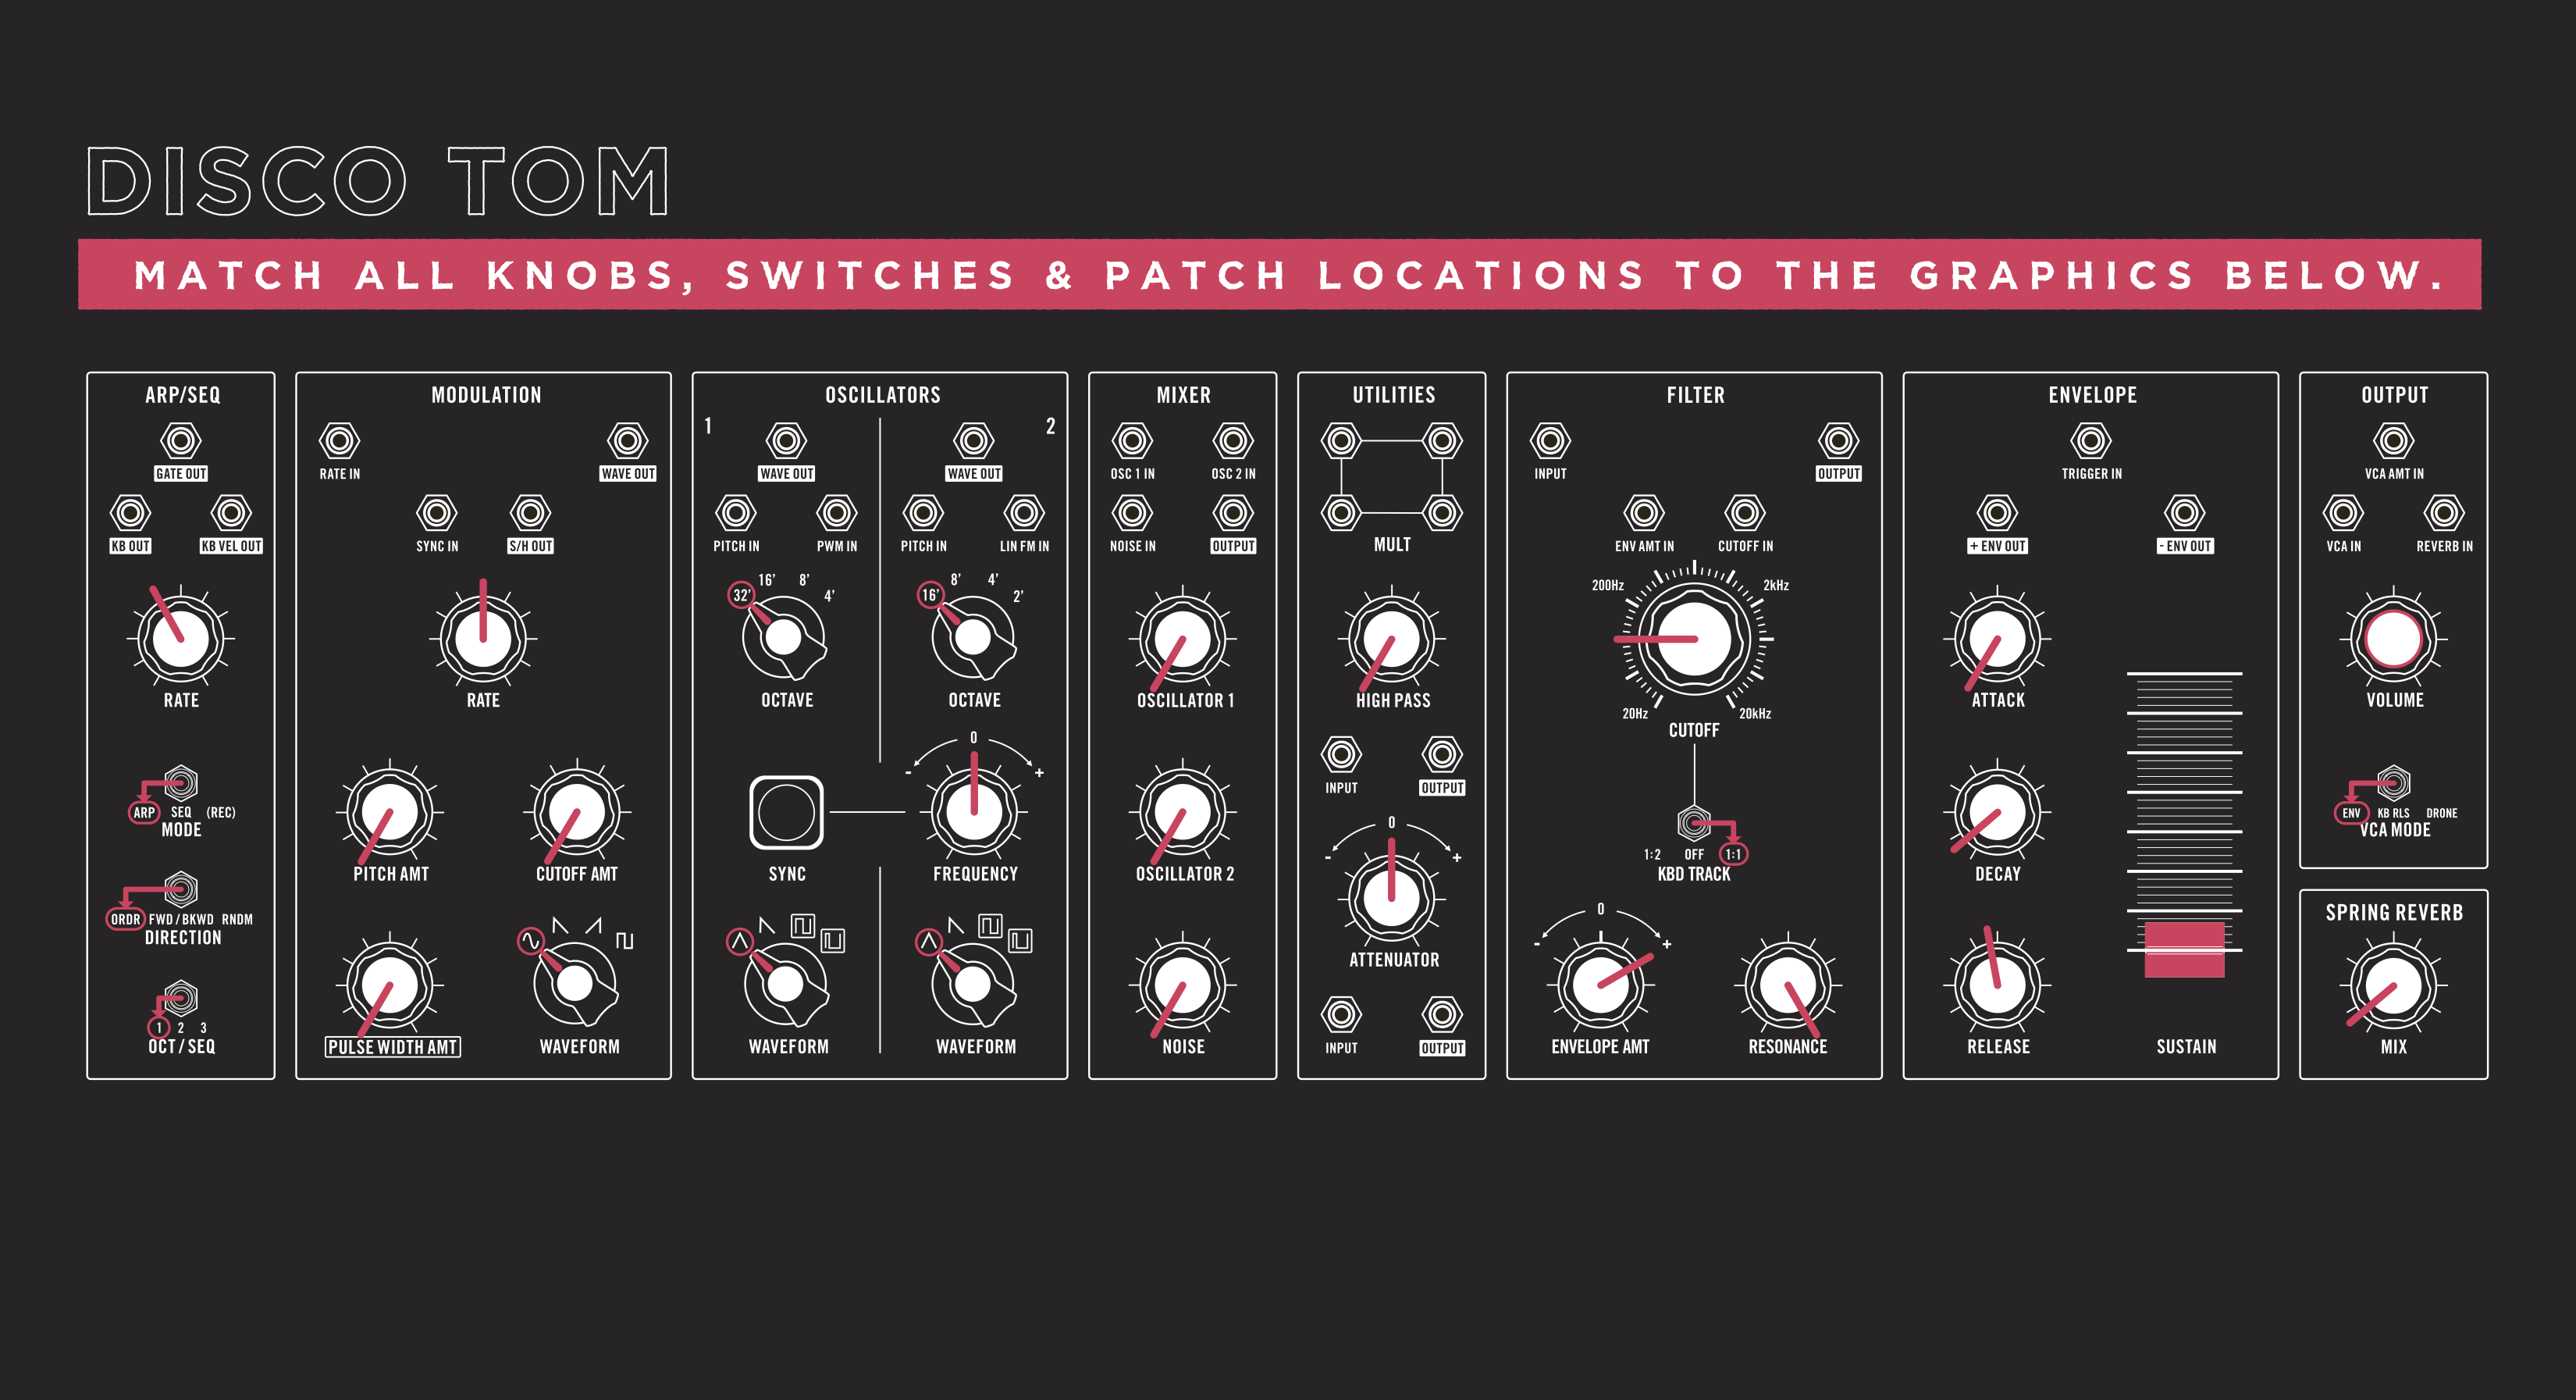 DISCO TOM
MATCH ALL KNOBS, SWITCHES & PATCH LOCATIONS TO THE GRAPHICS BELOW.
ARP/SEQ
GATE OUT
KB OUT KB VEL OUT
RATE
ARP SEQ (REC)
MODE
ORDR FWD / BKWD RNDM
DIRECTION
1 2 3
OCT / SEQ
MODULATION
RATE IN WAVE OUT
SYNC IN S/H OUT
RATE
PITCH AMT CUTOFF AMT
PULSE WIDTH AMT WAVEFORM
OSCILLATORS
1 2
WAVE OUT WAVE OUT
PITCH IN PWM IN PITCH IN LIN FM IN
32' 16' 8' 4' 16' 8' 4' 2'
OCTAVE OCTAVE
0
- +
SYNC FREQUENCY
WAVEFORM WAVEFORM
MIXER
OSC 1 IN OSC 2 IN
NOISE IN OUTPUT
OSCILLATOR 1
OSCILLATOR 2
NOISE
UTILITIES
MULT
HIGH PASS
INPUT OUTPUT
0
- +
ATTENUATOR
INPUT OUTPUT
FILTER
INPUT OUTPUT
ENV AMT IN CUTOFF IN
200Hz 2kHz
20Hz 20kHz
CUTOFF
1:2 OFF 1:1
KBD TRACK
0
- +
ENVELOPE AMT RESONANCE
ENVELOPE
TRIGGER IN
+ ENV OUT - ENV OUT
ATTACK
DECAY
RELEASE SUSTAIN
OUTPUT
VCA AMT IN
VCA IN REVERB IN
VOLUME
ENV KB RLS DRONE
VCA MODE
SPRING REVERB
MIX